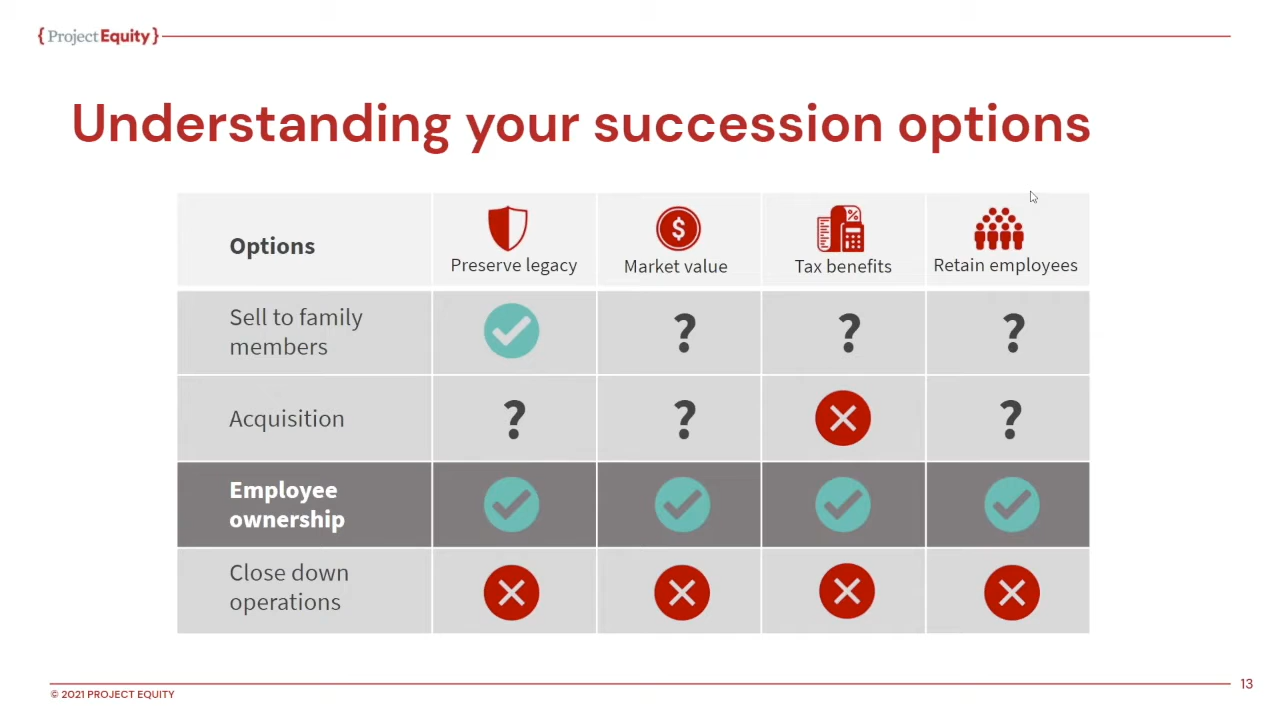 { Project Equity }
Understanding your succession options
Options
Preserve legacy
$
Market value
%
Tax benefits
Retain employees
Sell to family
members
? ? ?
Acquisition
? ? ?
Employee
ownership
Close down
operations
© 2021 PROJECT EQUITY
13